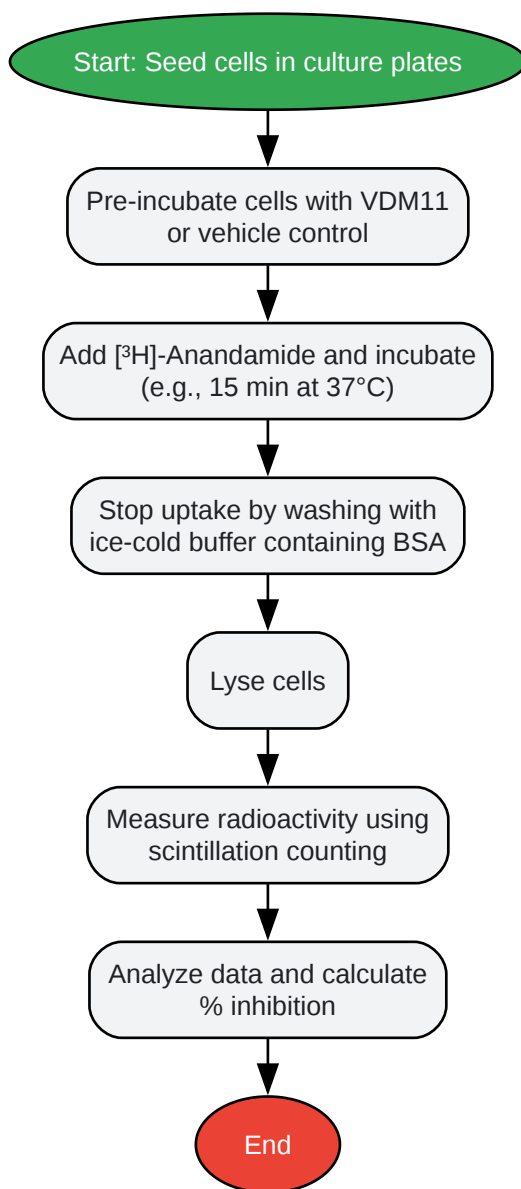 Start: Seed cells in culture plates
Pre-incubate cells with VDM11
or vehicle control
Add [³H]-Anandamide and incubate
(e.g., 15 min at 37°C)
Stop uptake by washing with
ice-cold buffer containing BSA
Lyse cells
Measure radioactivity using
scintillation counting
Analyze data and calculate
% inhibition
End